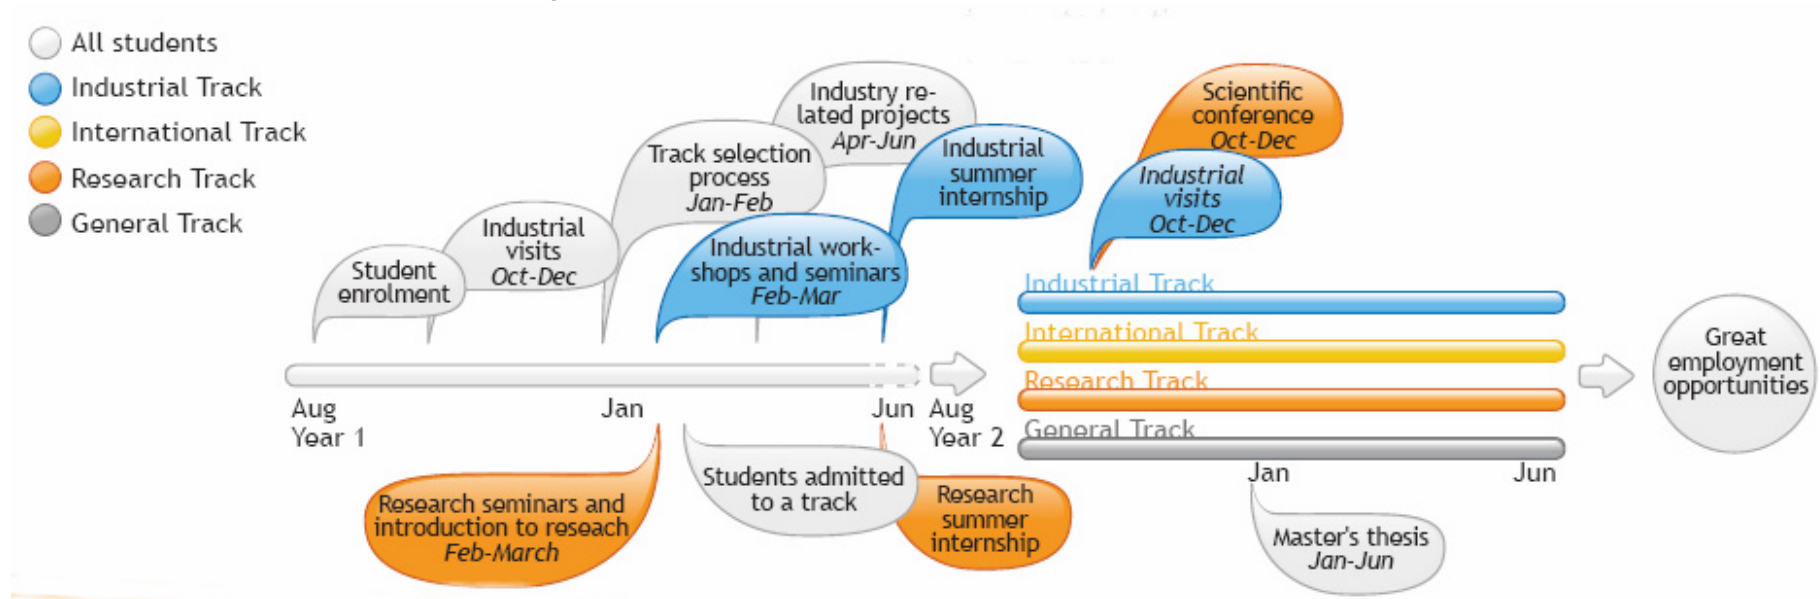 All students
Industrial Track
International Track
Research Track
General Track
Student
enrolment
Industrial
visits
Oct-Dec
Track selection
process
Jan-Feb
Industry re-
lated projects
Apr-Jun
Industrial work-
shops and seminars
Feb-Mar
Industrial
summer
internship
Scientific
conference
Oct-Dec
Industrial
visits
Oct-Dec
Aug
Year 1
Jan
Jun
Aug
Year 2
Research seminars and
introduction to reseach
Feb-March
Students admitted
to a track
Research
summer
internship
Industrial Track
International Track
Research Track
General Track
Jan
Jun
Master's thesis
Jan-Jun
Great
employment
opportunities